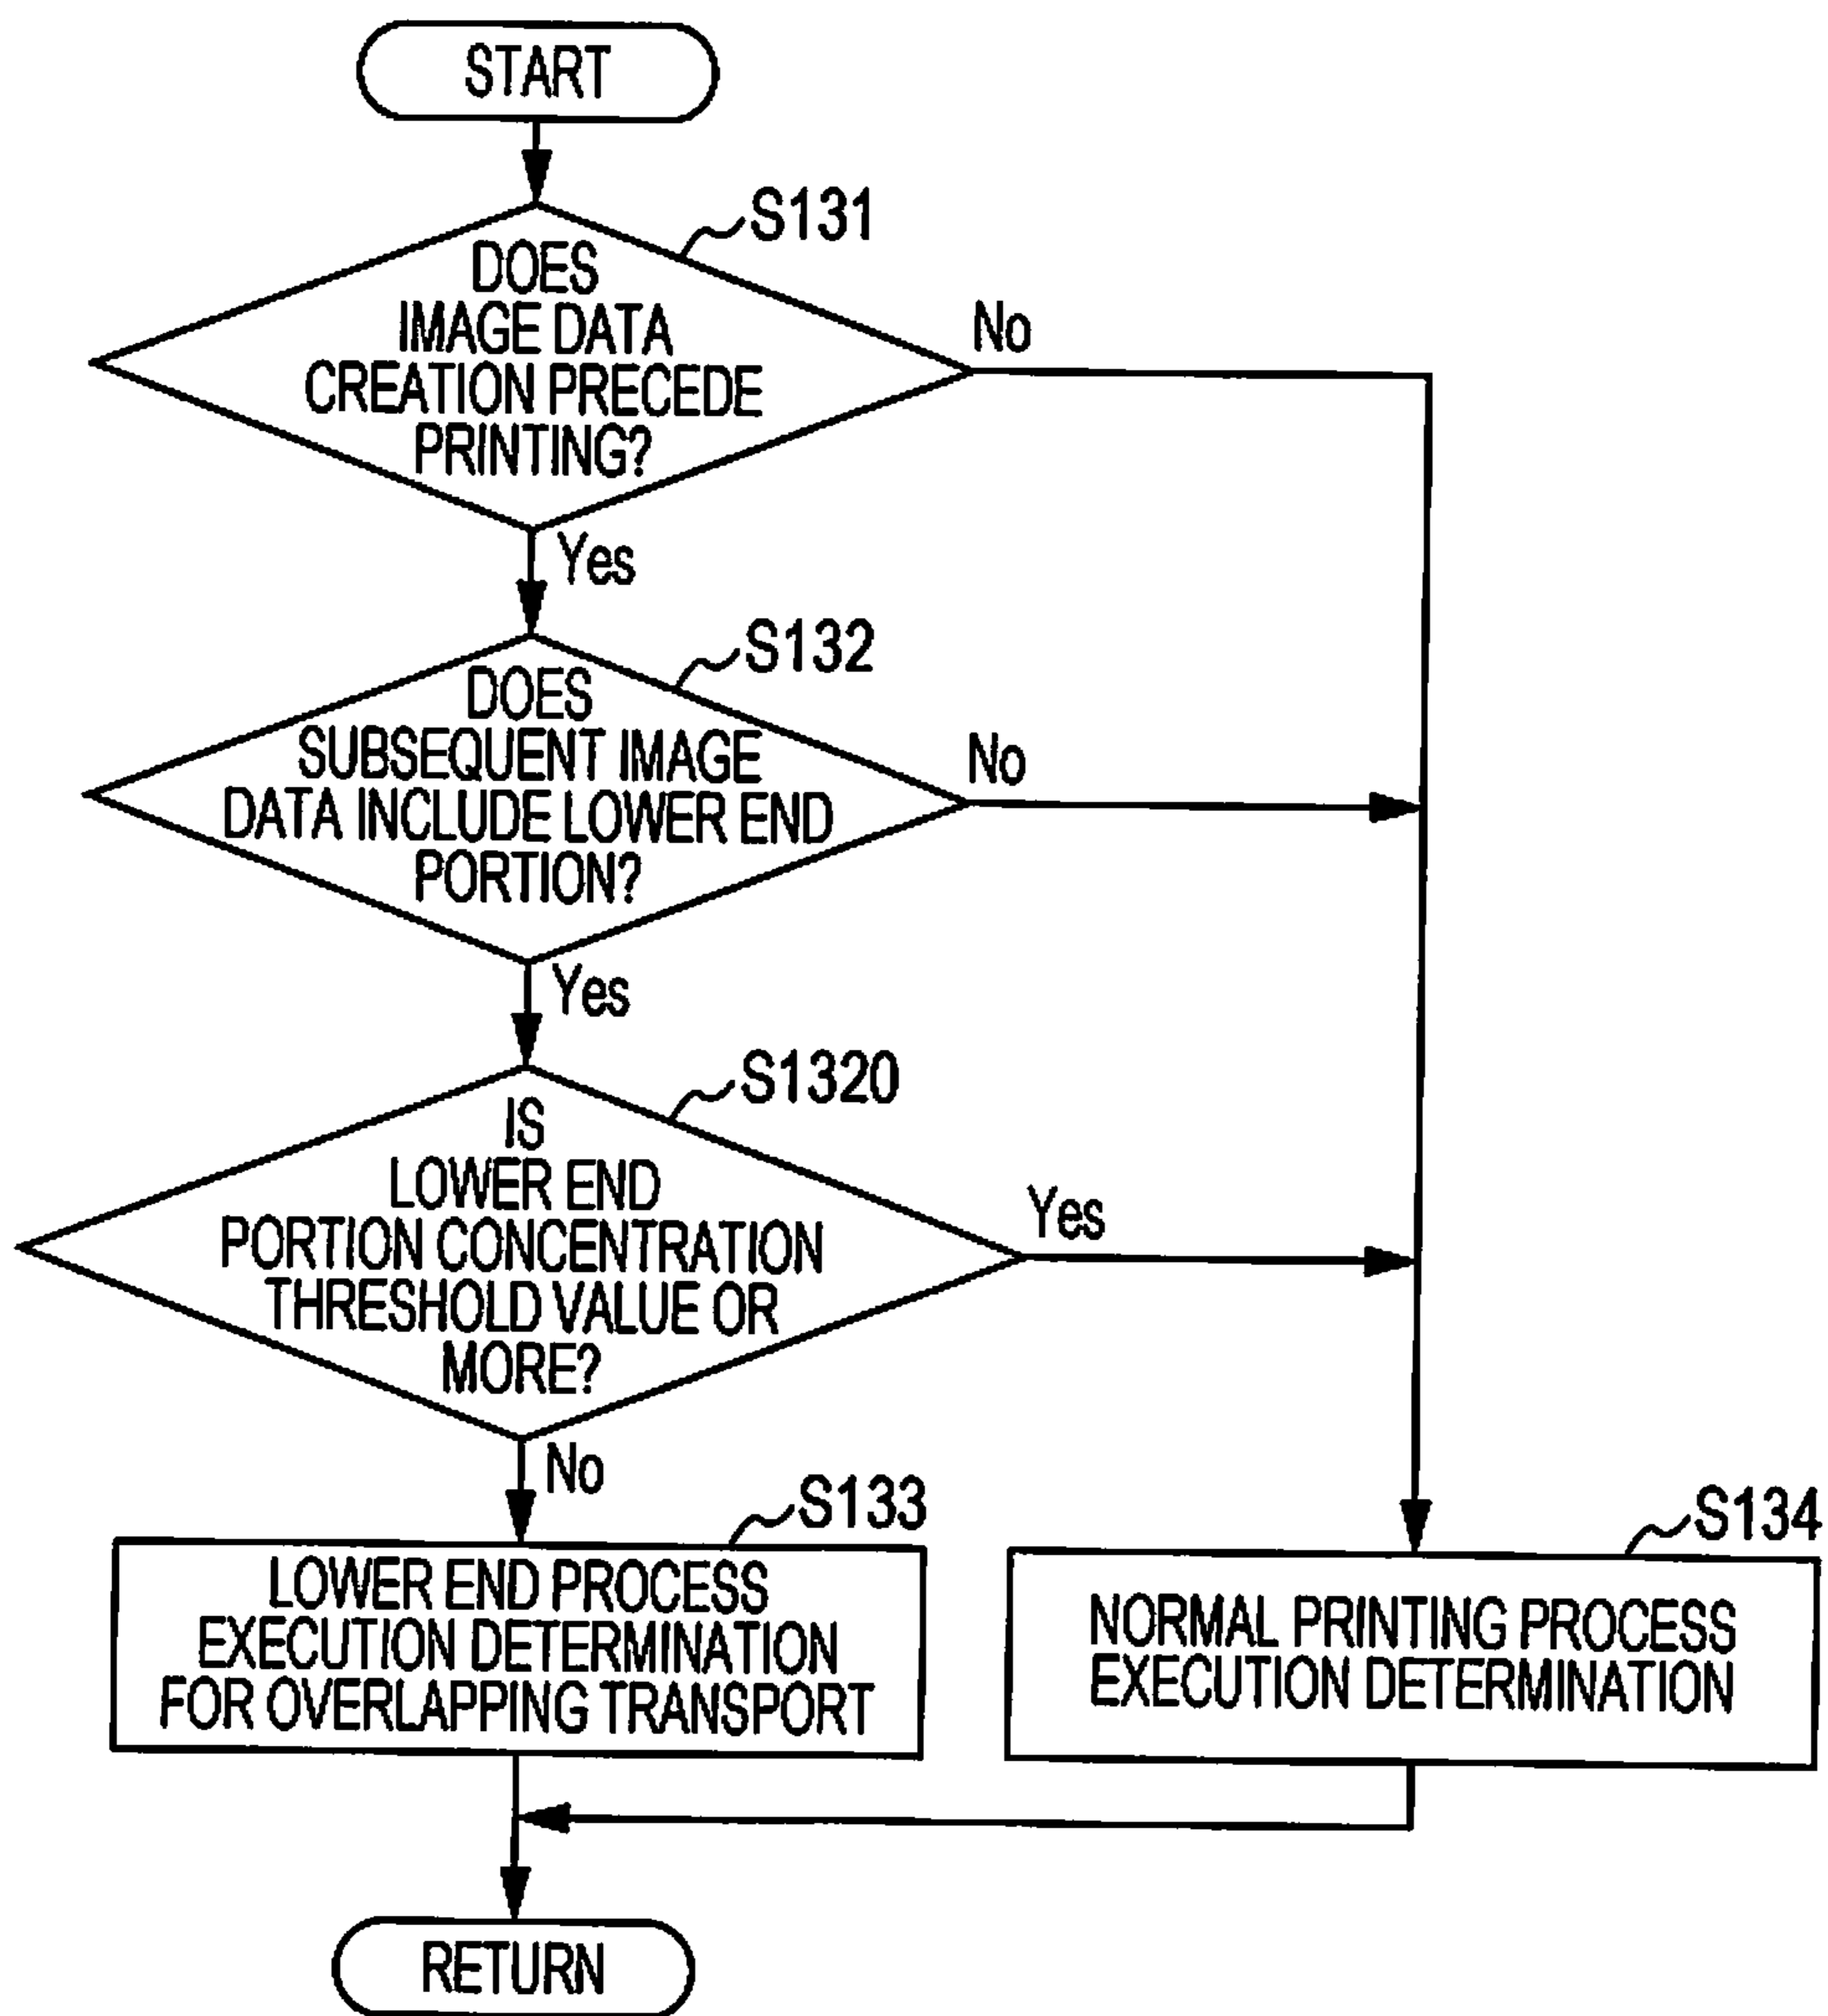 START
S131
DOES
IMAGE DATA
CREATION PRECEDE
PRINTING?
No
Yes
S132
DOES
SUBSEQUENT IMAGE
DATA INCLUDE LOWER END
PORTION?
No
Yes
S1320
IS
LOWER END
PORTION CONCENTRATION
THRESHOLD VALUE OR
MORE?
Yes
No
S133
LOWER END PROCESS
EXECUTION DETERMINATION
FOR OVERLAPPING TRANSPORT
S134
NORMAL PRINTING PROCESS
EXECUTION DETERMINATION
RETURN